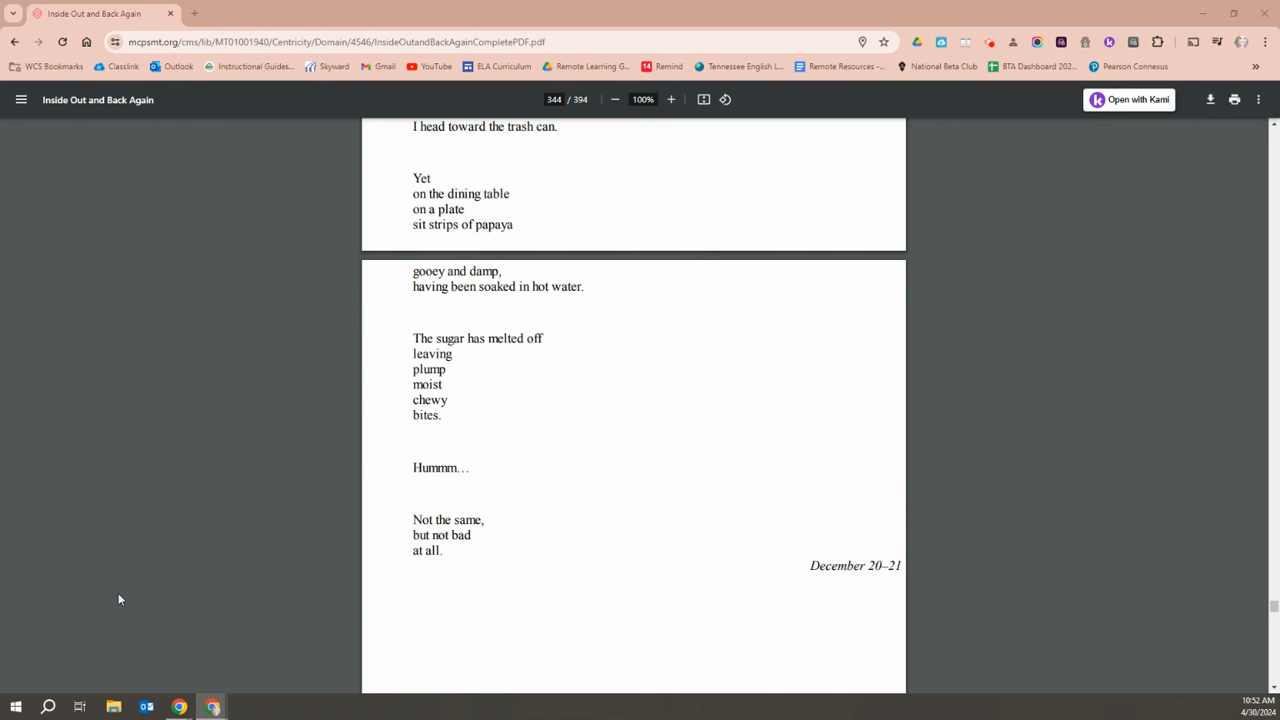 Inside Out and Back Again
mcpsmt.org/cms/lib/MT01001940/Centricity/Domain/4546/InsideOutandBackAgainCompletePDF.pdf
WCS Bookmarks
Classlink
Outlook
Instructional Guides...
Skyward
Gmail
YouTube
ELA Curriculum
Remote Learning G...
Remind
Tennessee English L...
Remote Resources -...
National Beta Club
BTA Dashboard 202...
Pearson Connexus
Inside Out and Back Again
344 / 394
100%
Open with Kami
I head toward the trash can.
Yet
on the dining table
on a plate
sit strips of papaya
gooey and damp,
having been soaked in hot water.
The sugar has melted off
leaving
plump
moist
chewy
bites.
Hummm…
Not the same,
but not bad
at all.
December 20–21
10:52 AM
4/30/2024